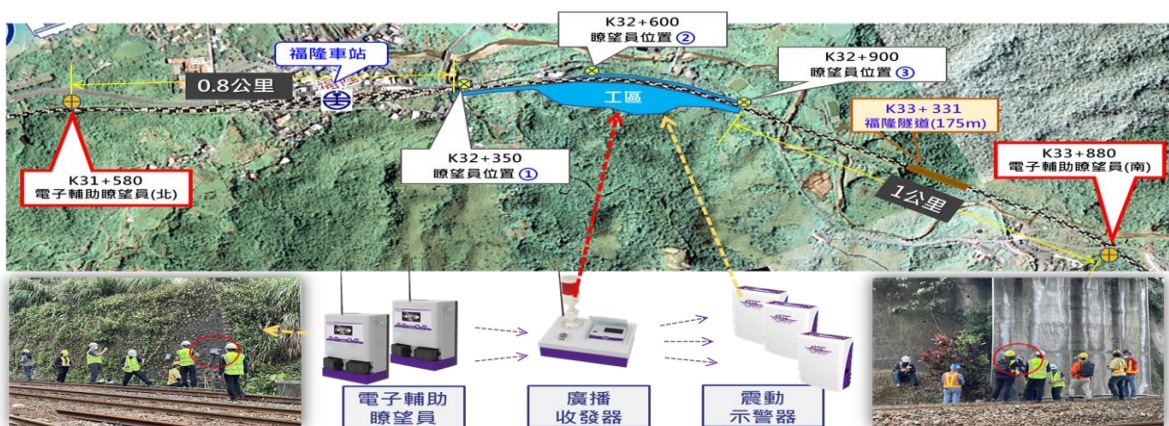 K32+600
瞭望員位置②
K32+900
瞭望員位置③
福隆車站
0.8公里
工區
K33+331
福隆隧道(175m)
K32+350
瞭望員位置①
K31+580
電子輔助瞭望員(北)
K33+880
電子輔助瞭望員(南)
1公里
電子輔助
瞭望員
廣播
收發器
震動
示警器